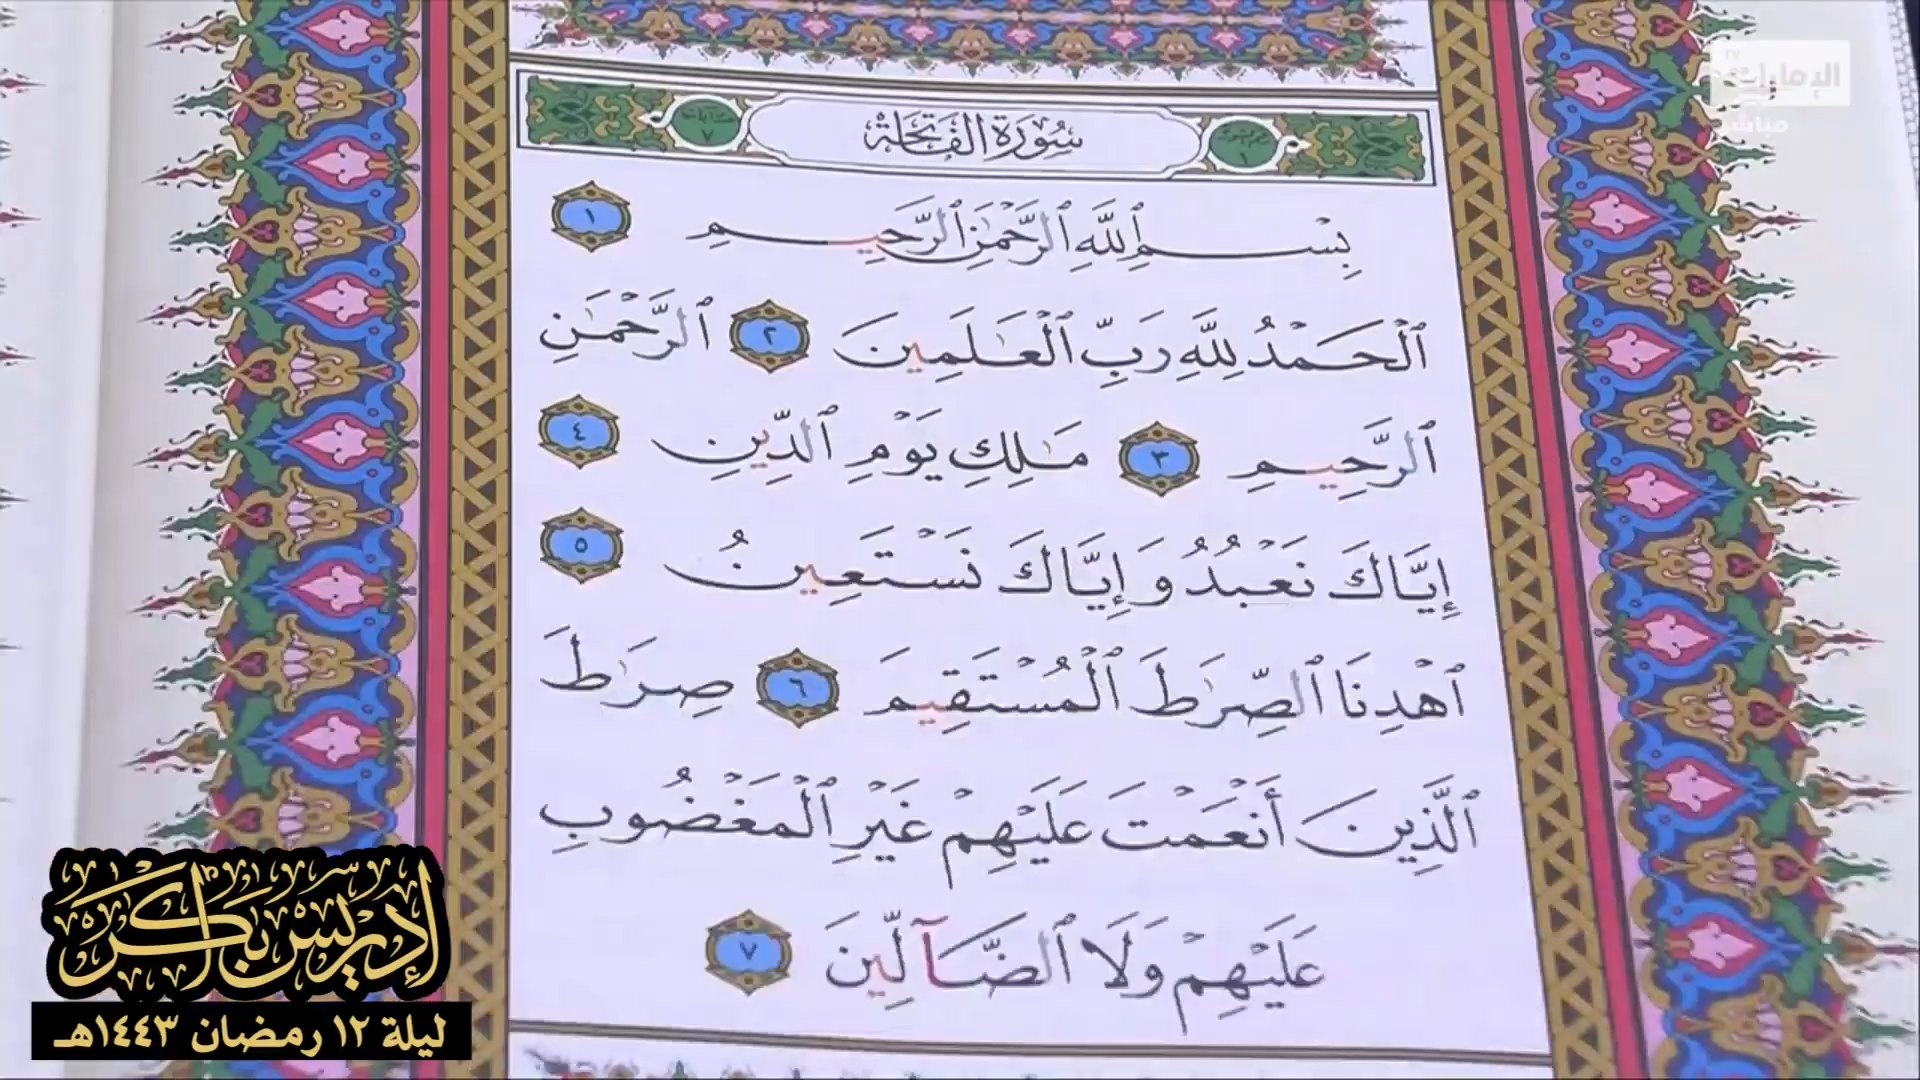 الإمارات
مباشر
سُورَةُ الفَاتِحَةِ
بِسْمِ ٱللَّهِ ٱلرَّحْمَٰنِ ٱلرَّحِيمِ ١
ٱلْحَمْدُ لِلَّهِ رَبِّ ٱلْعَٰلَمِينَ ٢ ٱلرَّحْمَٰنِ
ٱلرَّحِيمِ ٣ مَٰلِكِ يَوْمِ ٱلدِّينِ ٤
إِيَّاكَ نَعْبُدُ وَإِيَّاكَ نَسْتَعِينُ ٥
ٱهْدِنَا ٱلصِّرَٰطَ ٱلْمُسْتَقِيمَ ٦ صِرَٰطَ
ٱلَّذِينَ أَنْعَمْتَ عَلَيْهِمْ غَيْرِ ٱلْمَغْضُوبِ
عَلَيْهِمْ وَلَا ٱلضَّآلِّينَ ٧
إدريس بكر
ليلة ١٢ رمضان ١٤٤٣هـ